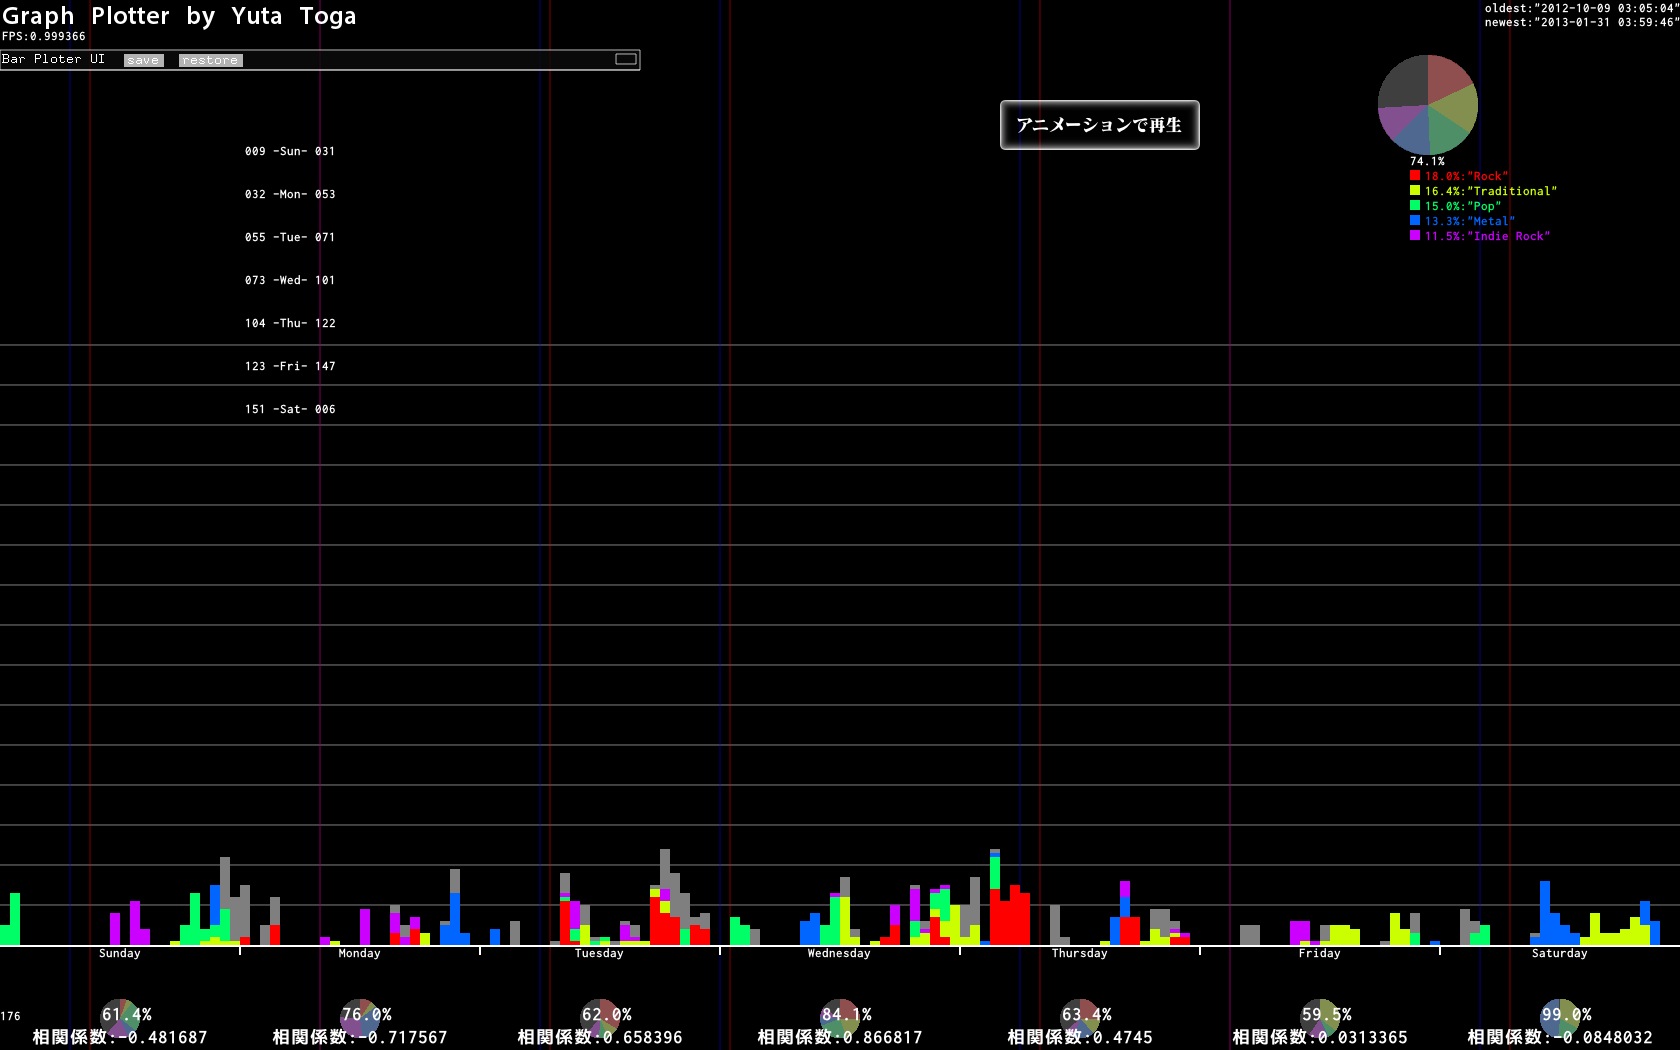 Graph Plotter by Yuta Toga
FPS:0.999366
oldest:"2012-10-09 03:05:04"
newest:"2013-01-31 03:59:46"
Bar Ploter UI save restore
アニメーションで再生
74.1%
18.0%:"Rock"
16.4%:"Traditional"
15.0%:"Pop"
13.3%:"Metal"
11.5%:"Indie Rock"
009 -Sun- 031
032 -Mon- 053
055 -Tue- 071
073 -Wed- 101
104 -Thu- 122
123 -Fri- 147
151 -Sat- 006
Sunday Monday Tuesday Wednesday Thursday Friday Saturday
176 61.4% 76.0% 62.0% 84.1% 63.4% 59.5% 99.0%
相関係数:-0.481687 相関係数:-0.717567 相関係数:0.658396 相関係数:0.866817 相関係数:0.4745 相関係数:0.0313365 相関係数:-0.0848032